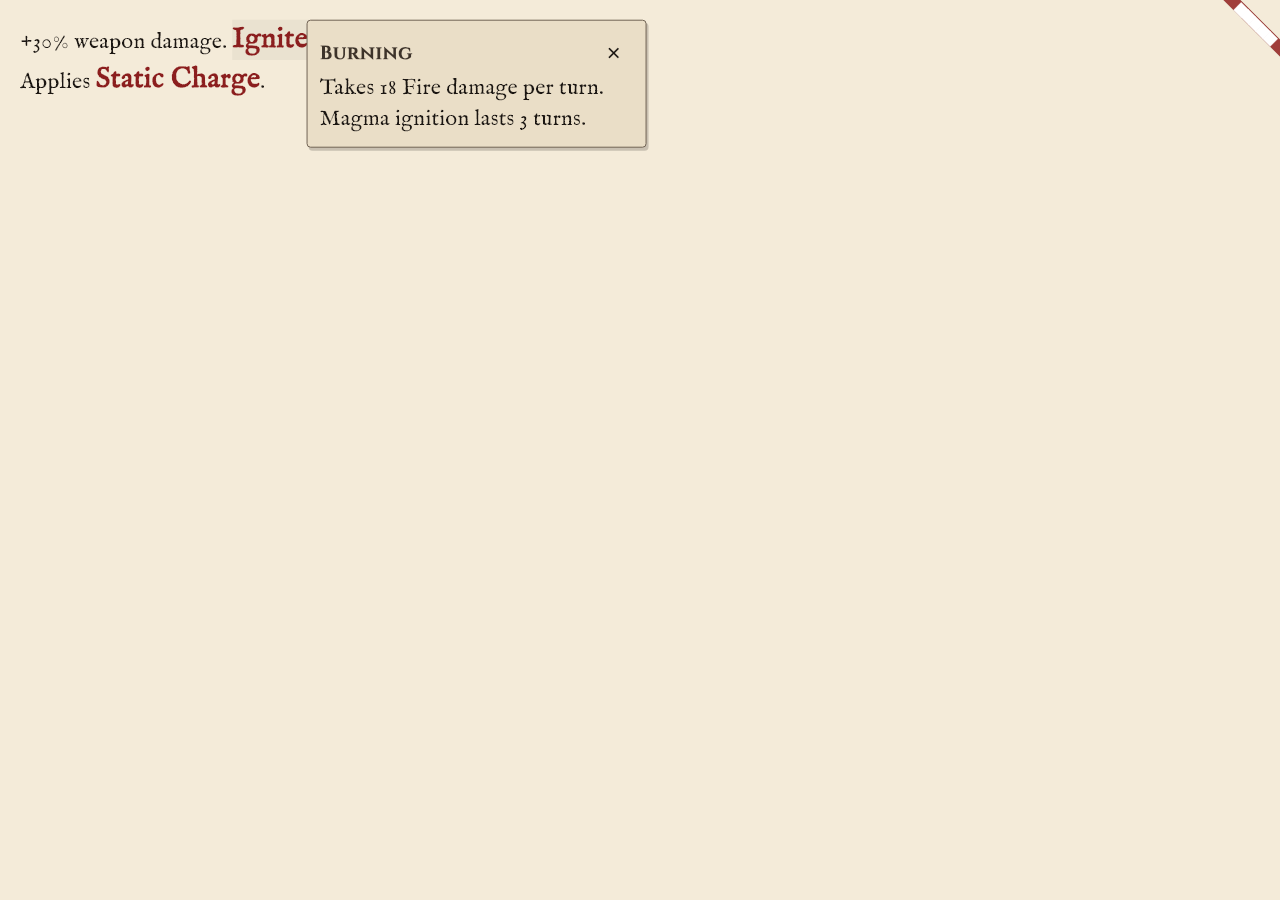 +30% weapon damage. Ignite
Applies Static Charge.
Burning ×
Takes 18 Fire damage per turn.
Magma ignition lasts 3 turns.